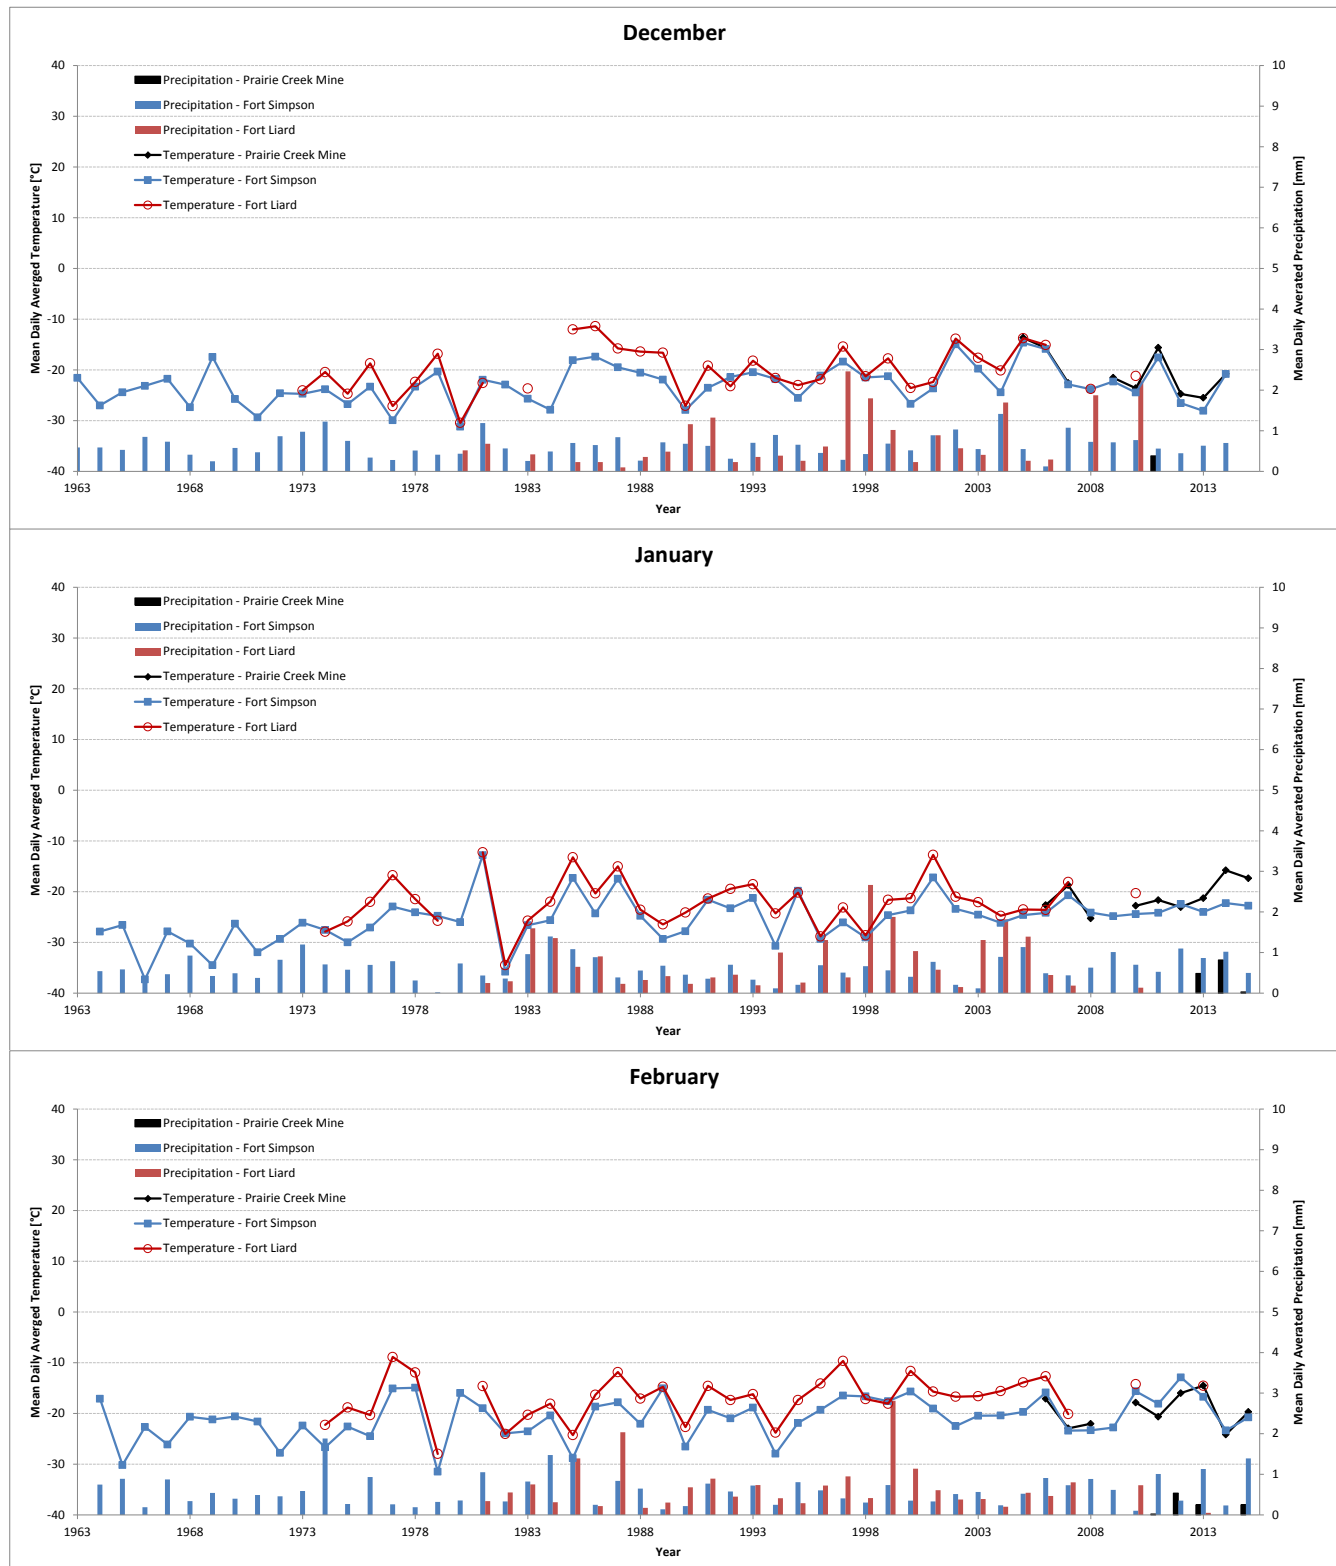 December
40
30
20
10
0
-10
-20
-30
-40
Mean Daily Averged Temperature [°C]
Precipitation - Prairie Creek Mine
Precipitation - Fort Simpson
Precipitation - Fort Liard
Temperature - Prairie Creek Mine
Temperature - Fort Simpson
Temperature - Fort Liard
10
9
8
7
6
5
4
3
2
1
0
Mean Daily Averated Precipitation [mm]
1963 1968 1973 1978 1983 1988 1993 1998 2003 2008 2013
Year
January
40
30
20
10
0
-10
-20
-30
-40
Mean Daily Averged Temperature [°C]
Precipitation - Prairie Creek Mine
Precipitation - Fort Simpson
Precipitation - Fort Liard
Temperature - Prairie Creek Mine
Temperature - Fort Simpson
Temperature - Fort Liard
10
9
8
7
6
5
4
3
2
1
0
Mean Daily Averated Precipitation [mm]
1963 1968 1973 1978 1983 1988 1993 1998 2003 2008 2013
Year
February
40
30
20
10
0
-10
-20
-30
-40
Mean Daily Averged Temperature [°C]
Precipitation - Prairie Creek Mine
Precipitation - Fort Simpson
Precipitation - Fort Liard
Temperature - Prairie Creek Mine
Temperature - Fort Simpson
Temperature - Fort Liard
10
9
8
7
6
5
4
3
2
1
0
Mean Daily Averated Precipitation [mm]
1963 1968 1973 1978 1983 1988 1993 1998 2003 2008 2013
Year